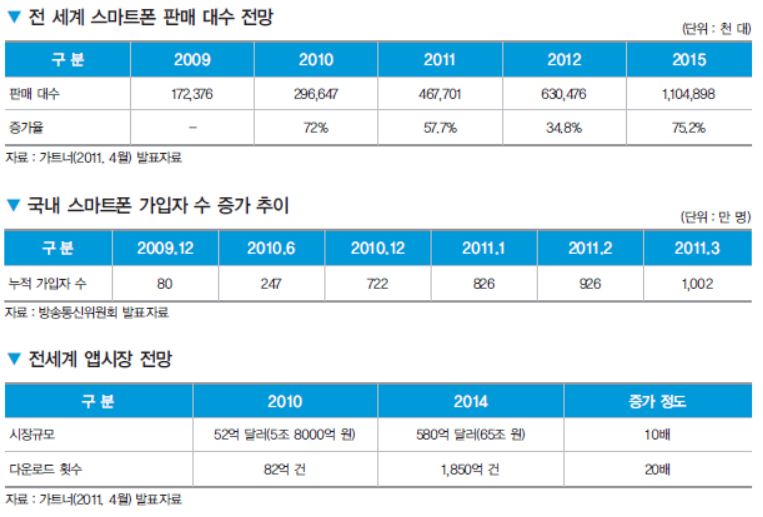 ▼ 전 세계 스마트폰 판매 대수 전망
(단위 : 천 대)
구 분 2009 2010 2011 2012 2015
판매 대수 172,376 296,647 467,701 630,476 1,104,898
증가율 – 72% 57.7% 34.8% 75.2%
자료 : 가트너(2011. 4월) 발표자료
▼ 국내 스마트폰 가입자 수 증가 추이
(단위 : 만 명)
구 분 2009.12 2010.6 2010.12 2011.1 2011.2 2011.3
누적 가입자 수 80 247 722 826 926 1,002
자료 : 방송통신위원회 발표자료
▼ 전세계 앱시장 전망
구 분 2010 2014 증가 정도
시장규모 52억 달러(5조 8000억 원) 580억 달러(65조 원) 10배
다운로드 횟수 82억 건 1,850억 건 20배
자료 : 가트너(2011. 4월) 발표자료